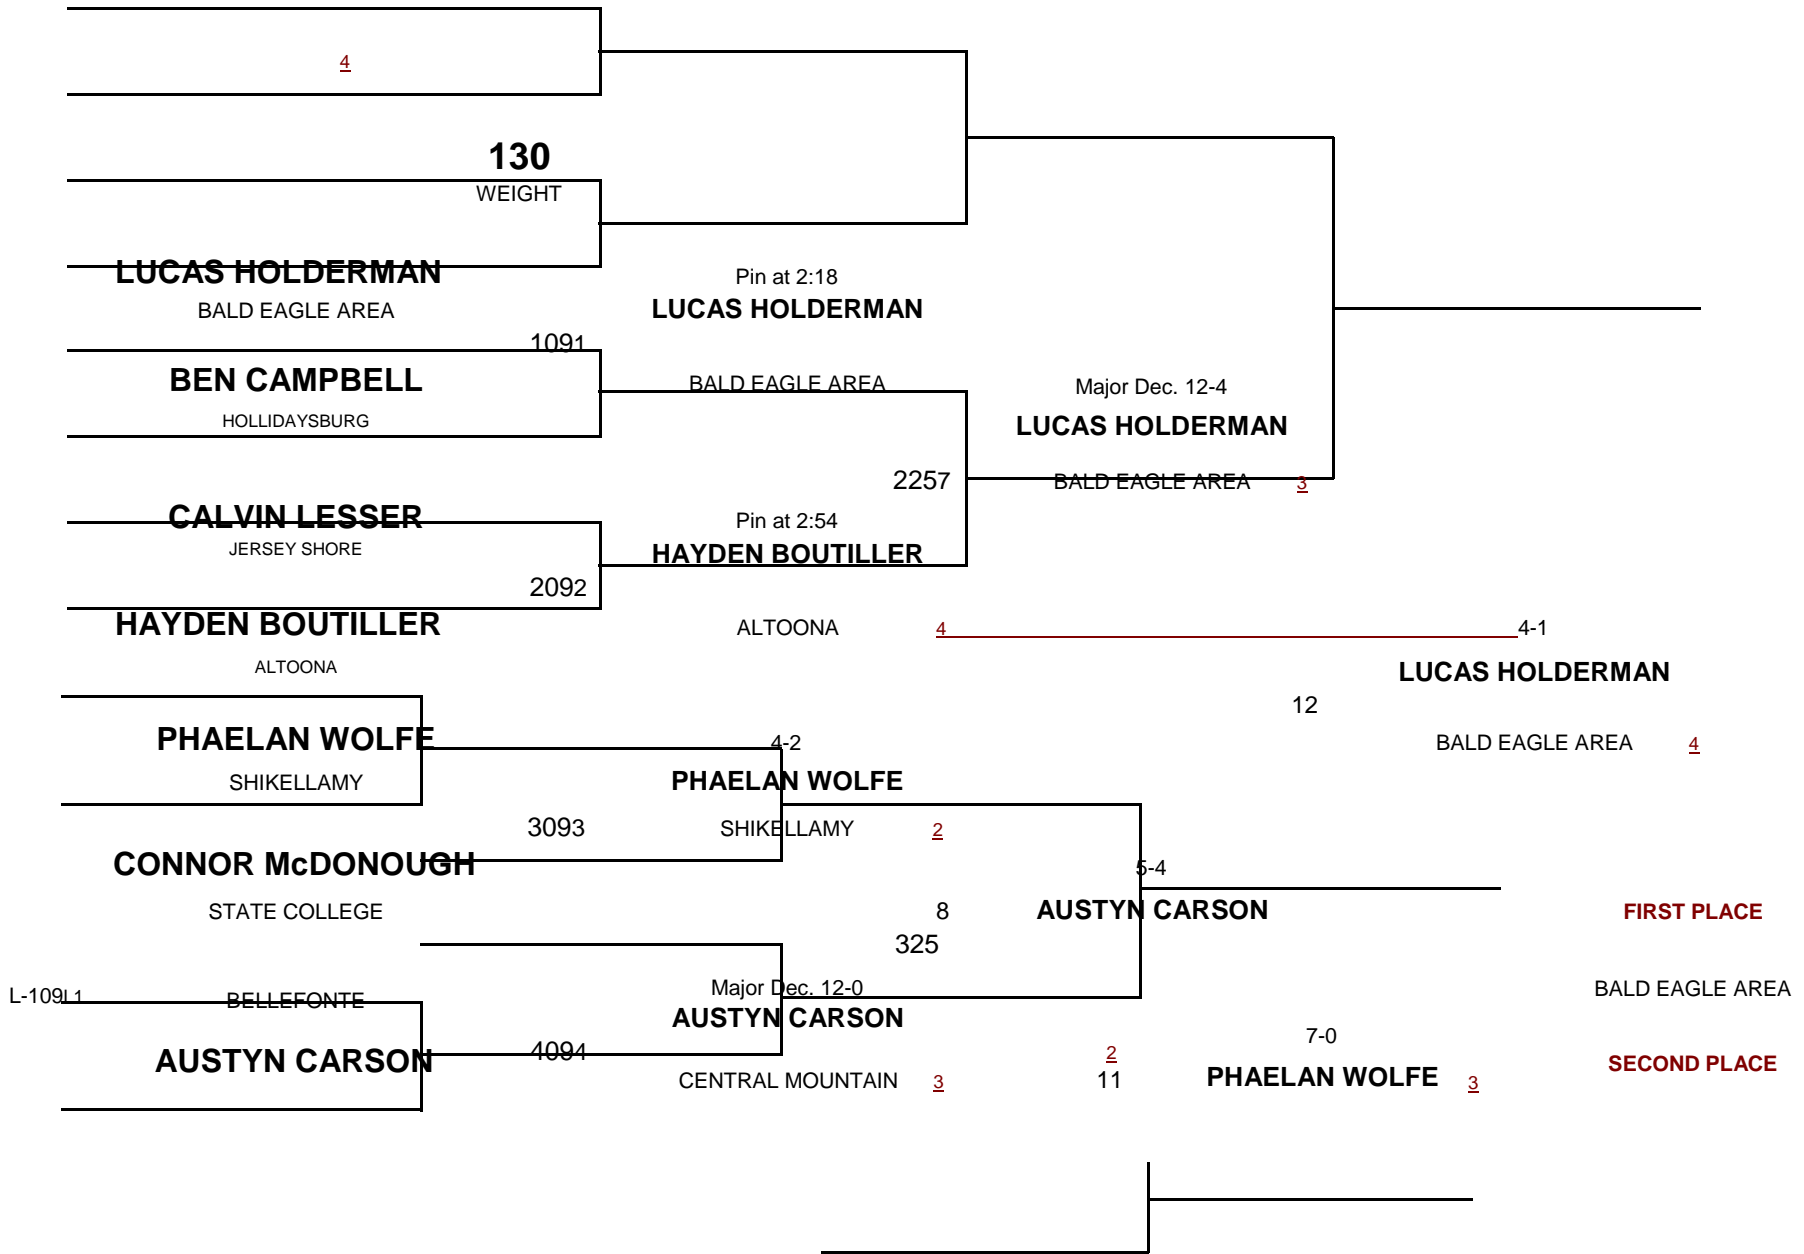 4
130
WEIGHT
LUCAS HOLDERMAN
Pin at 2:18
BALD EAGLE AREA
LUCAS HOLDERMAN
1091
BEN CAMPBELL
BALD EAGLE AREA
Major Dec. 12-4
HOLLIDAYSBURG
LUCAS HOLDERMAN
2257
BALD EAGLE AREA 3
CALVIN LESSER
Pin at 2:54
JERSEY SHORE
HAYDEN BOUTILLER
2092
HAYDEN BOUTILLER
ALTOONA 4
4-1
ALTOONA
LUCAS HOLDERMAN
12
PHAELAN WOLFE
4-2
BALD EAGLE AREA 4
SHIKELLAMY
PHAELAN WOLFE
3093
SHIKELLAMY 2
CONNOR McDONOUGH
5-4
STATE COLLEGE
8
AUSTYN CARSON
FIRST PLACE
325
L-109L1
BELLEFONTE
Major Dec. 12-0
BALD EAGLE AREA
AUSTYN CARSON
7-0
AUSTYN CARSON
4094
2
SECOND PLACE
CENTRAL MOUNTAIN 3
11
PHAELAN WOLFE 3